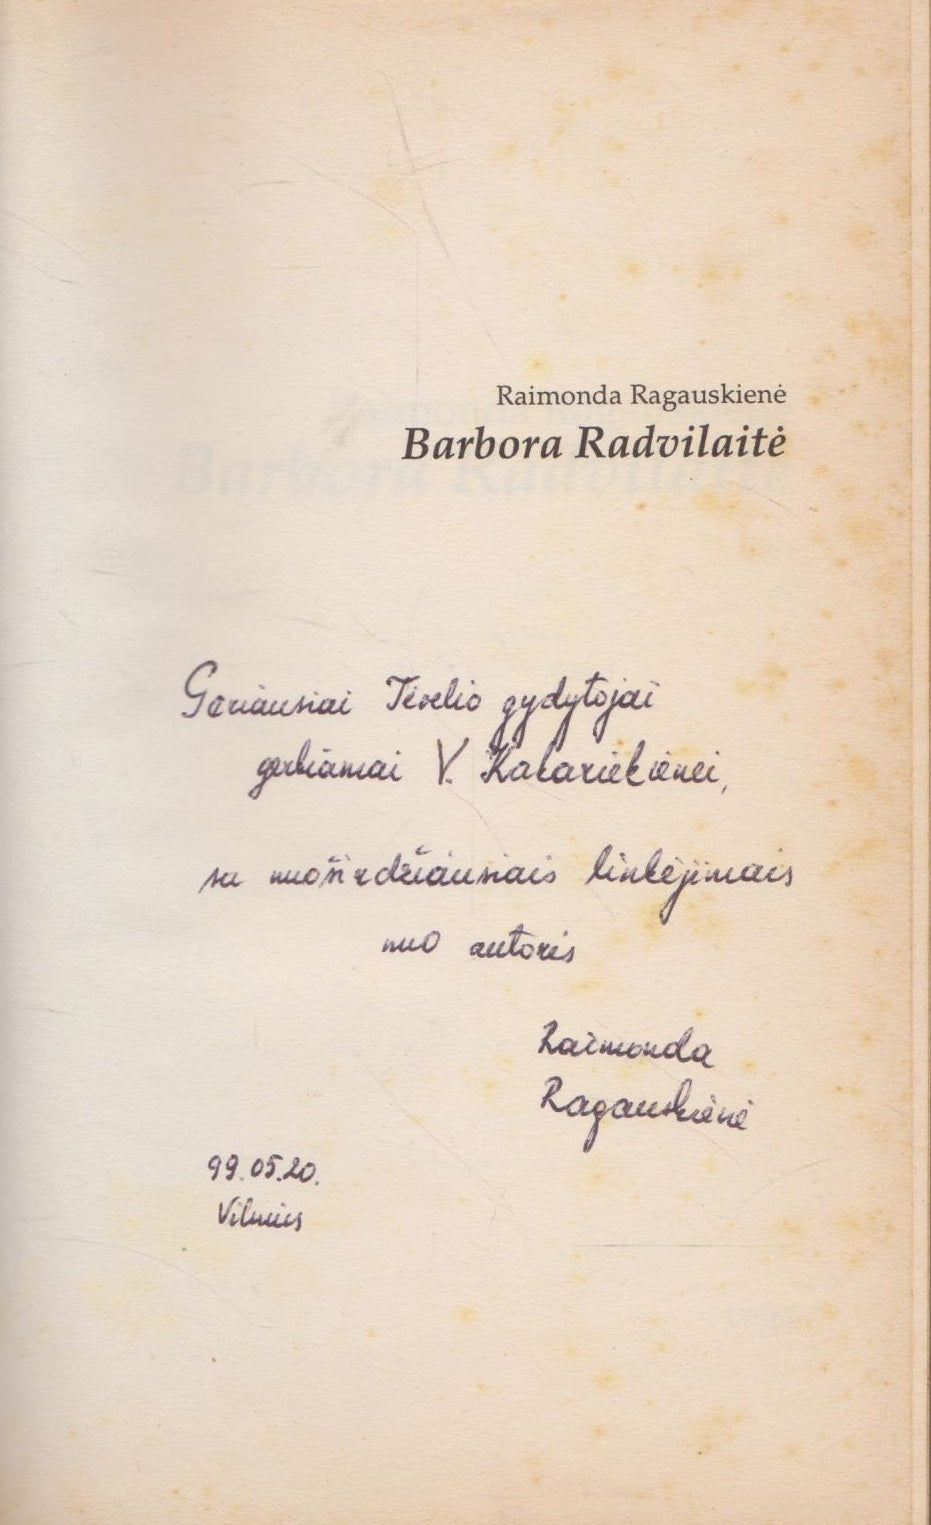 Raimonda Ragauskienė
Barbora Radvilaitė
Geriausiai Tėvelio gydytojai
gerbiamai V.
su nuoširdžiausiais linkėjimais
nuo autorės
Raimonda
Ragauskienė
99.05.20.
Vilnius